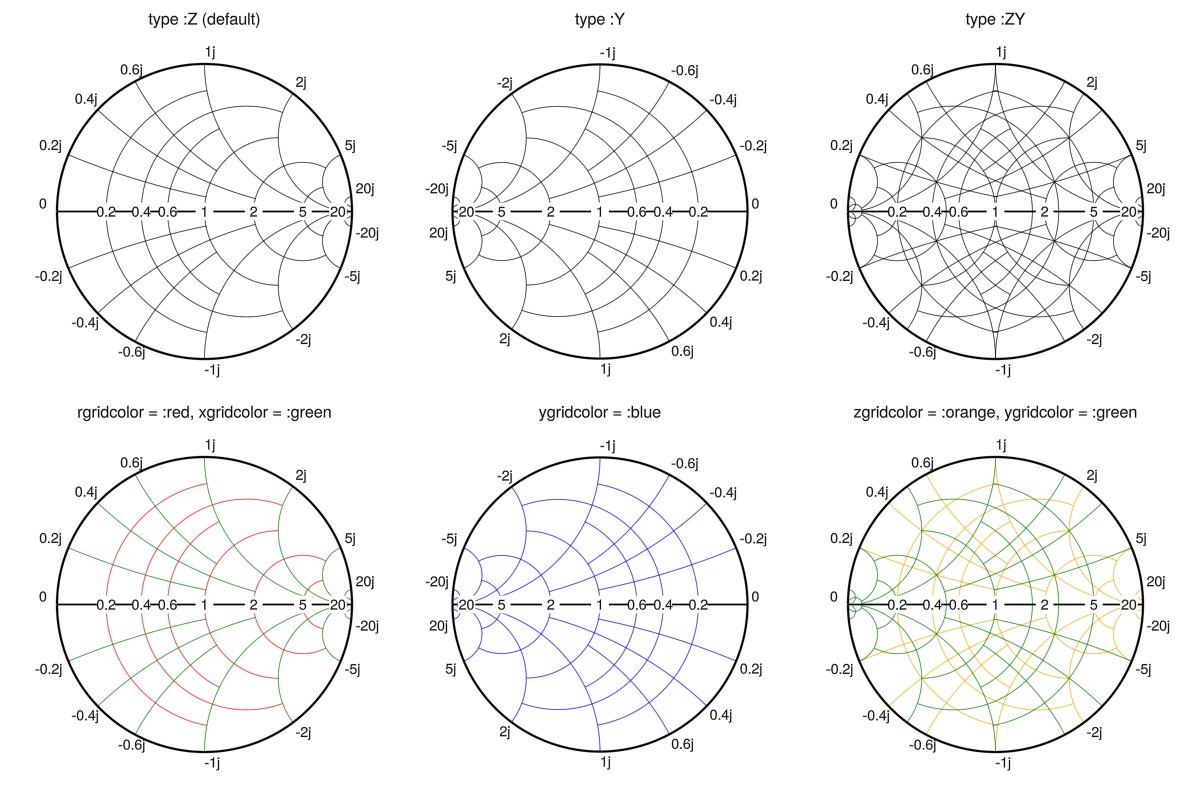 type :Z (default)
type :Y
type :ZY
1j
0.6j
2j
0.4j
0.2j
5j
20j
0
0.2 0.4 0.6 1 2 5 20
-20j
-0.2j
-5j
-0.4j
-2j
-0.6j
-1j
-1j
-2j
-0.6j
-0.4j
-5j
-0.2j
-20j
0
20 5 2 1 0.6 0.4 0.2
20j
5j
0.2j
0.4j
2j
0.6j
1j
1j
0.6j
2j
0.4j
0.2j
5j
20j
0
0.2 0.4 0.6 1 2 5 20
-20j
-0.2j
-5j
-0.4j
-2j
-0.6j
-1j
rgridcolor = :red, xgridcolor = :green
ygridcolor = :blue
zgridcolor = :orange, ygridcolor = :green
1j
0.6j
2j
0.4j
0.2j
5j
20j
0
0.2 0.4 0.6 1 2 5 20
-20j
-0.2j
-5j
-0.4j
-2j
-0.6j
-1j
-1j
-2j
-0.6j
-0.4j
-5j
-0.2j
-20j
0
20 5 2 1 0.6 0.4 0.2
20j
5j
0.2j
0.4j
2j
0.6j
1j
1j
0.6j
2j
0.4j
0.2j
5j
20j
0
0.2 0.4 0.6 1 2 5 20
-20j
-0.2j
-5j
-0.4j
-2j
-0.6j
-1j